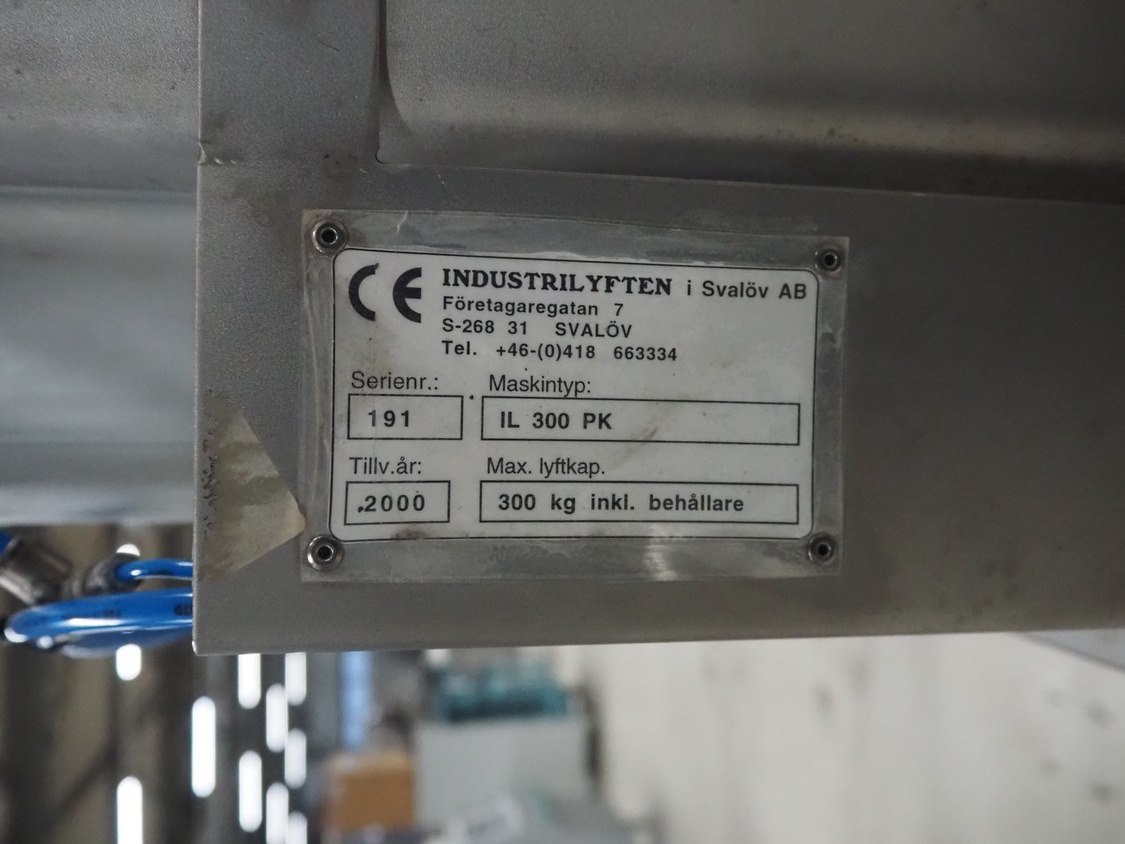 CE INDUSTRILYFTEN i Svalöv AB
Företagaregatan 7
S-268 31 SVALÖV
Tel. +46-(0)418 663334
Serienr.: Maskintyp:
191 IL 300 PK
Tillv.år: Max. lyftkap.
2000 300 kg inkl. behållare